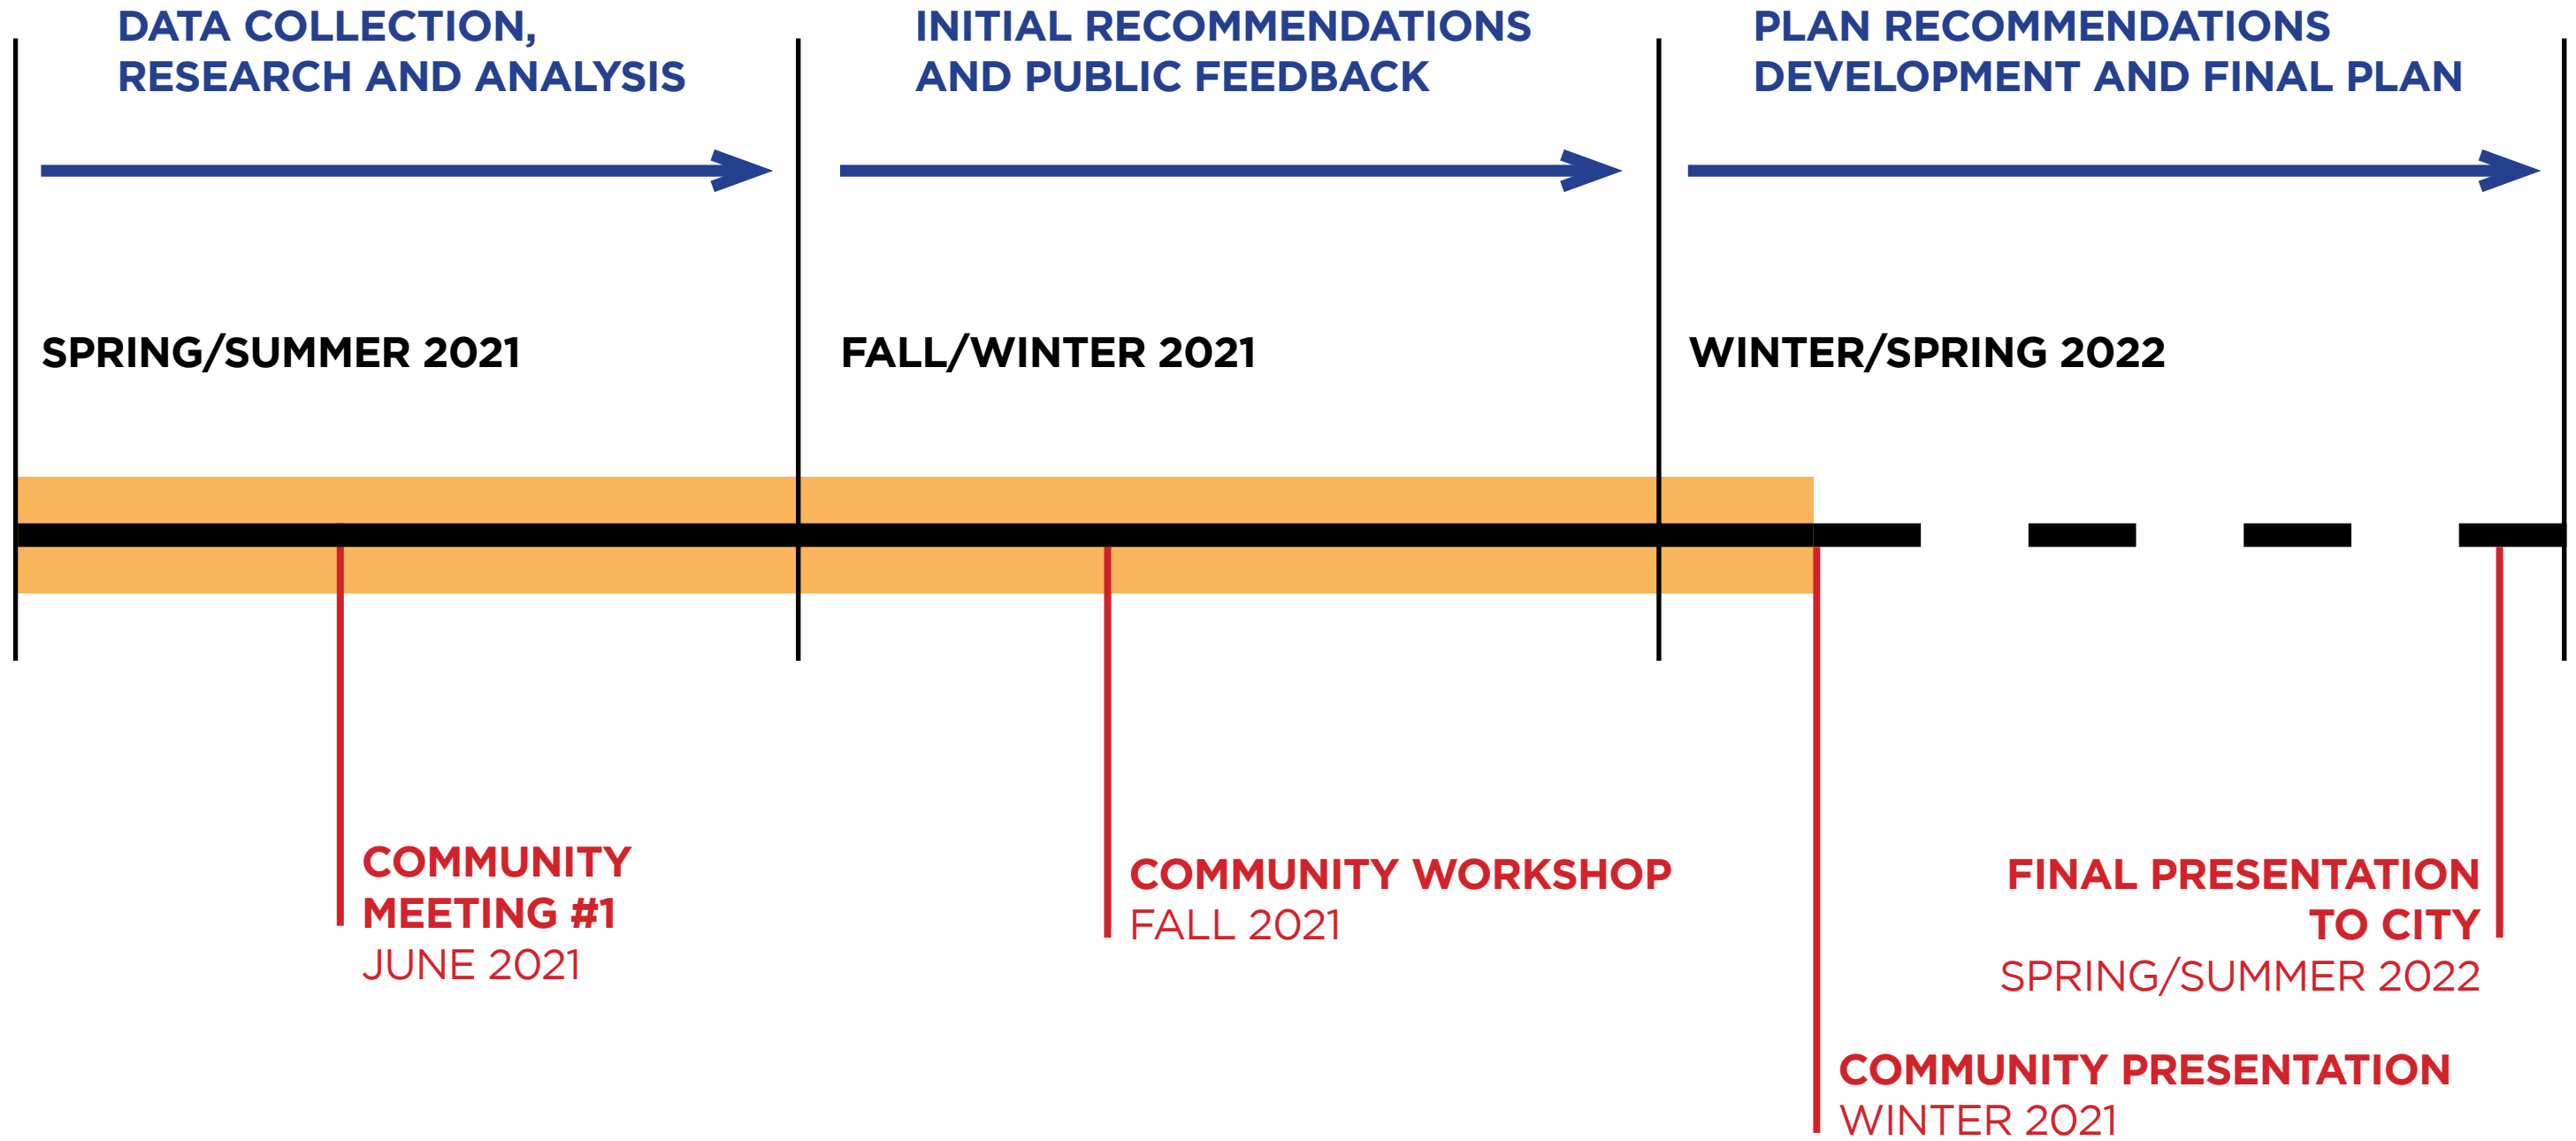 DATA COLLECTION,
RESEARCH AND ANALYSIS
INITIAL RECOMMENDATIONS
AND PUBLIC FEEDBACK
PLAN RECOMMENDATIONS
DEVELOPMENT AND FINAL PLAN
SPRING/SUMMER 2021
FALL/WINTER 2021
WINTER/SPRING 2022
COMMUNITY
MEETING #1
JUNE 2021
COMMUNITY WORKSHOP
FALL 2021
FINAL PRESENTATION
TO CITY
SPRING/SUMMER 2022
COMMUNITY PRESENTATION
WINTER 2021